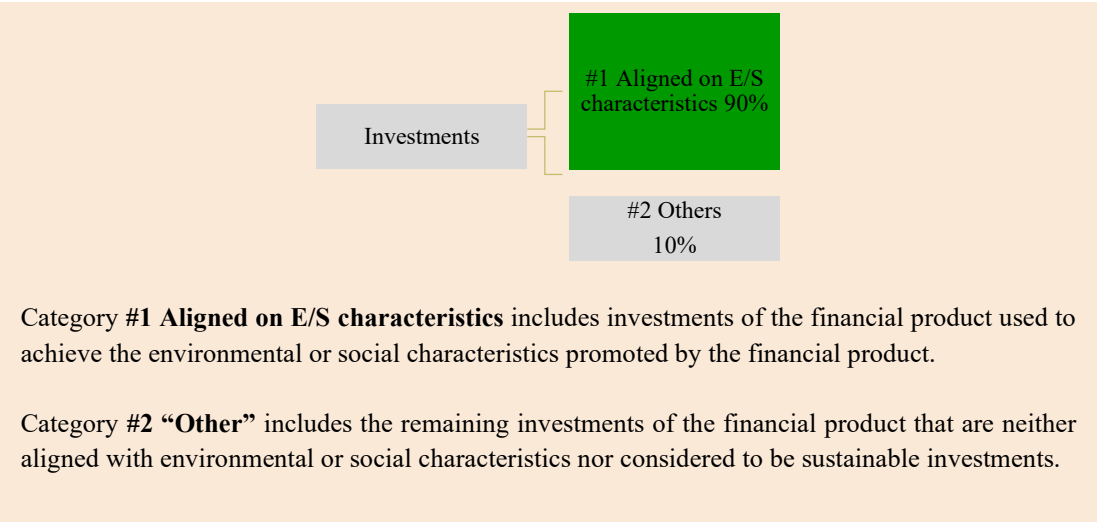 #1 Aligned on E/S
characteristics 90%
Investments
#2 Others
10%
Category #1 Aligned on E/S characteristics includes investments of the financial product used to
achieve the environmental or social characteristics promoted by the financial product.
Category #2 “Other” includes the remaining investments of the financial product that are neither
aligned with environmental or social characteristics nor considered to be sustainable investments.